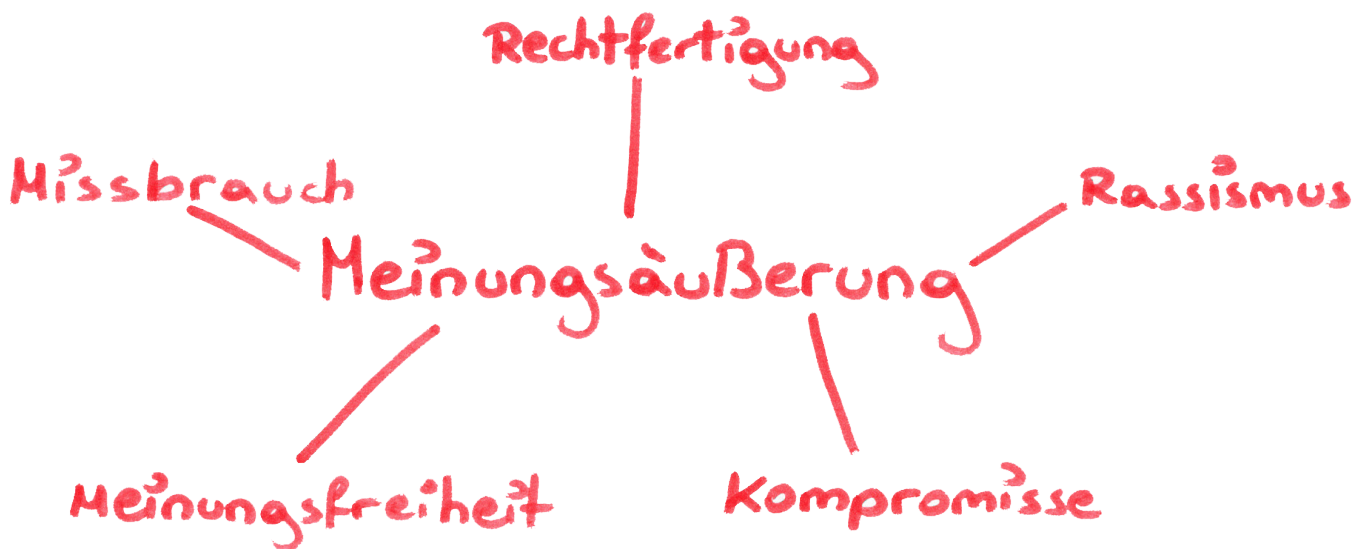 Rechtfertigung
Missbrauch
Rassismus
Meinungsäußerung
Meinungsfreiheit
Kompromisse